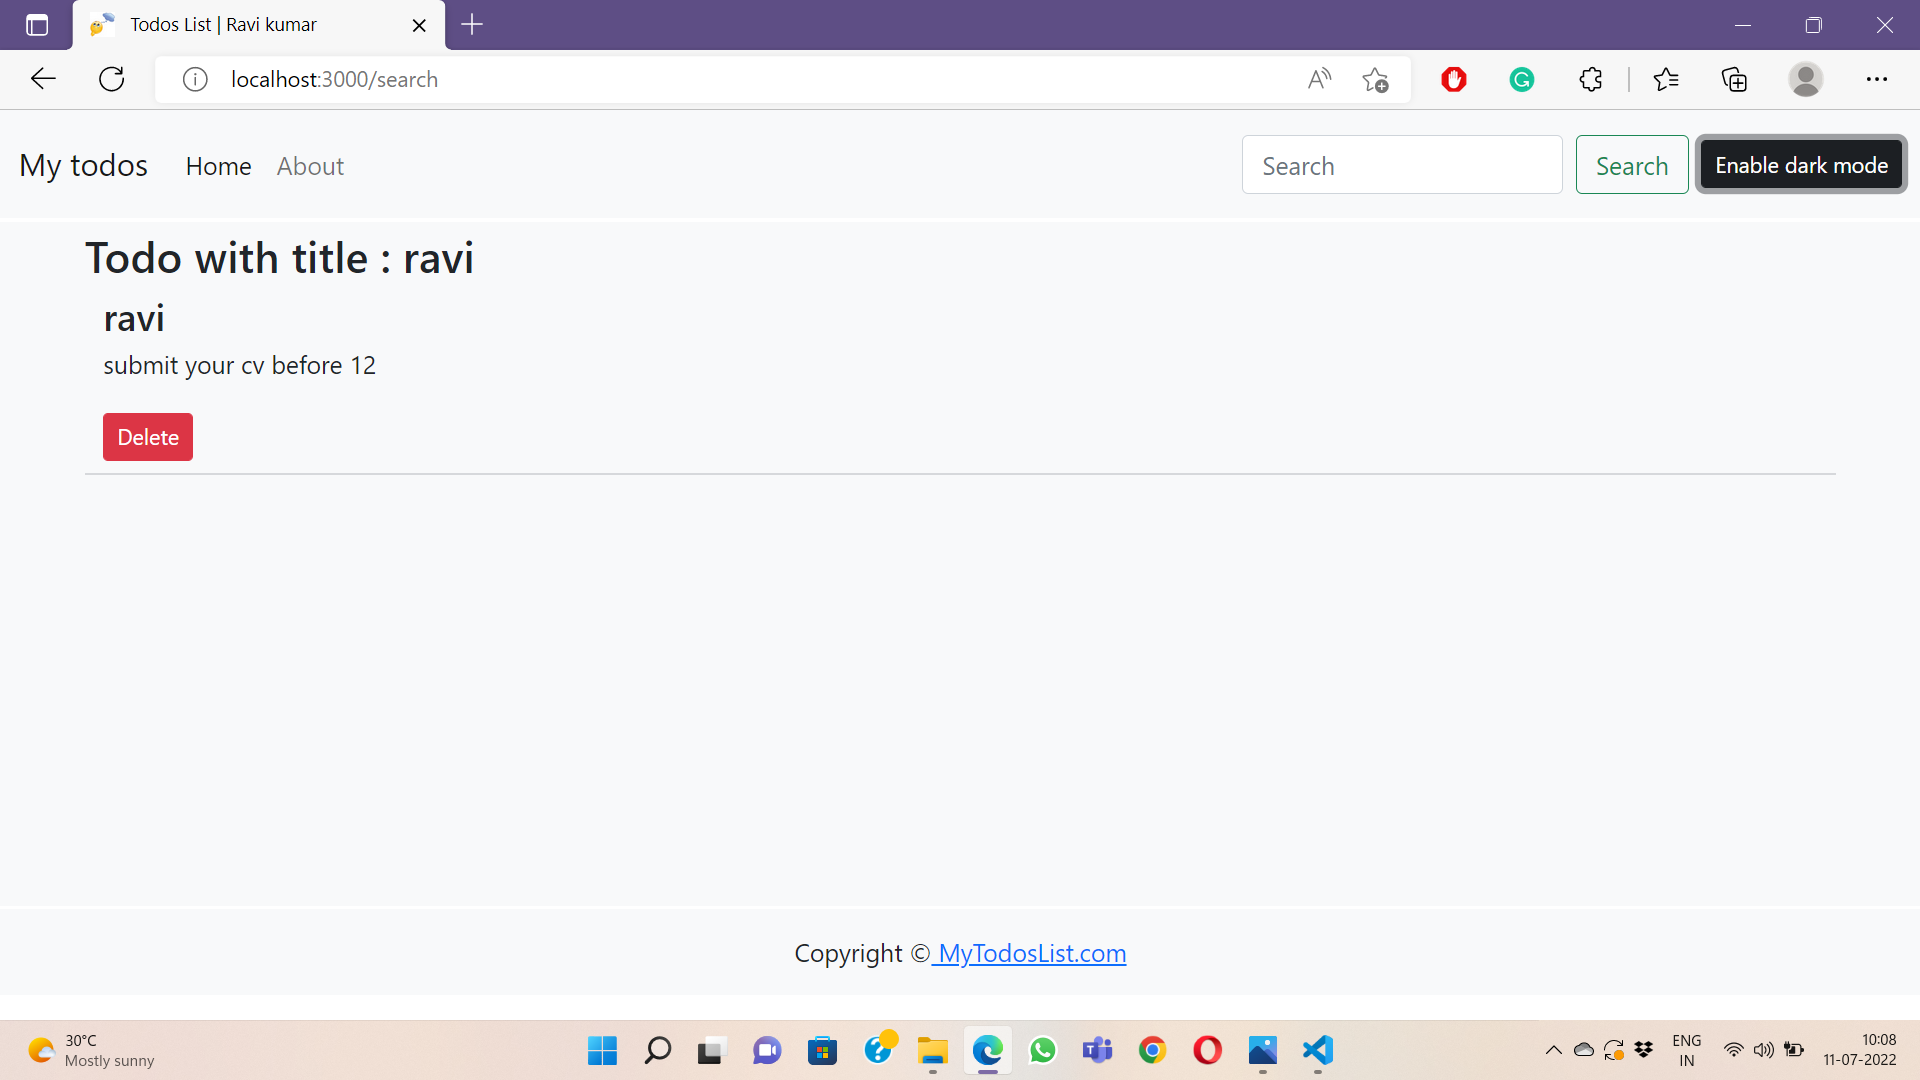 Todos List | Ravi kumar
localhost:3000/search
My todos Home About Search Search Enable dark mode
Todo with title : ravi
ravi
submit your cv before 12
Delete
Copyright © MyTodosList.com
30°C
Mostly sunny
ENG
IN
10:08
11-07-2022